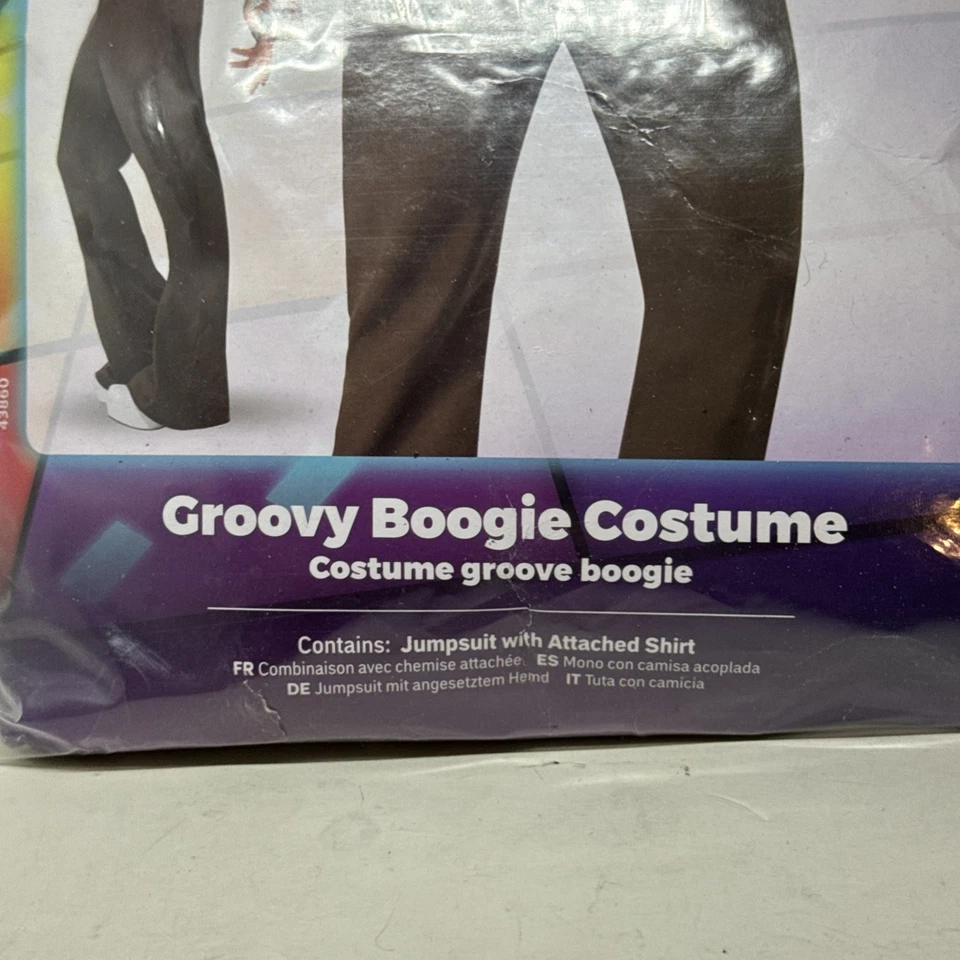 43860
Groovy Boogie Costume
Costume groove boogie
Contains: Jumpsuit with Attached Shirt
FR Combinaison avec chemise attachée ES Mono con camisa acoplada
DE Jumpsuit mit angesetztem Hemd IT Tuta con camicia